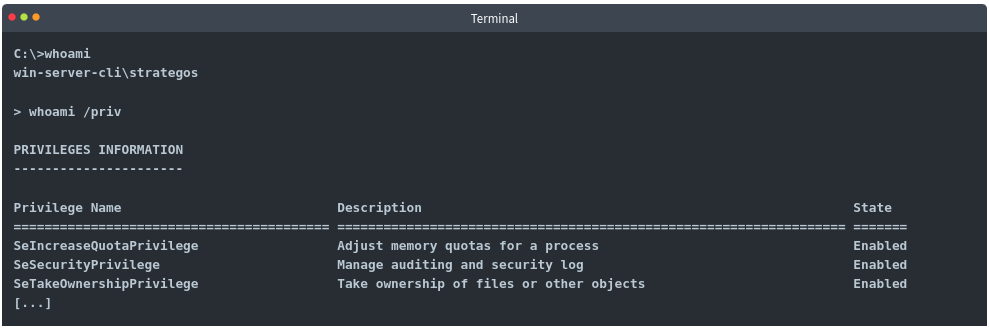 Terminal
C:\>whoami
win-server-cli\strategos
> whoami /priv
PRIVILEGES INFORMATION
----------------------
Privilege Name                            Description                                                        State
========================================= ================================================================== =======
SeIncreaseQuotaPrivilege                  Adjust memory quotas for a process                                 Enabled
SeSecurityPrivilege                       Manage auditing and security log                                   Enabled
SeTakeOwnershipPrivilege                  Take ownership of files or other objects                           Enabled
[...]